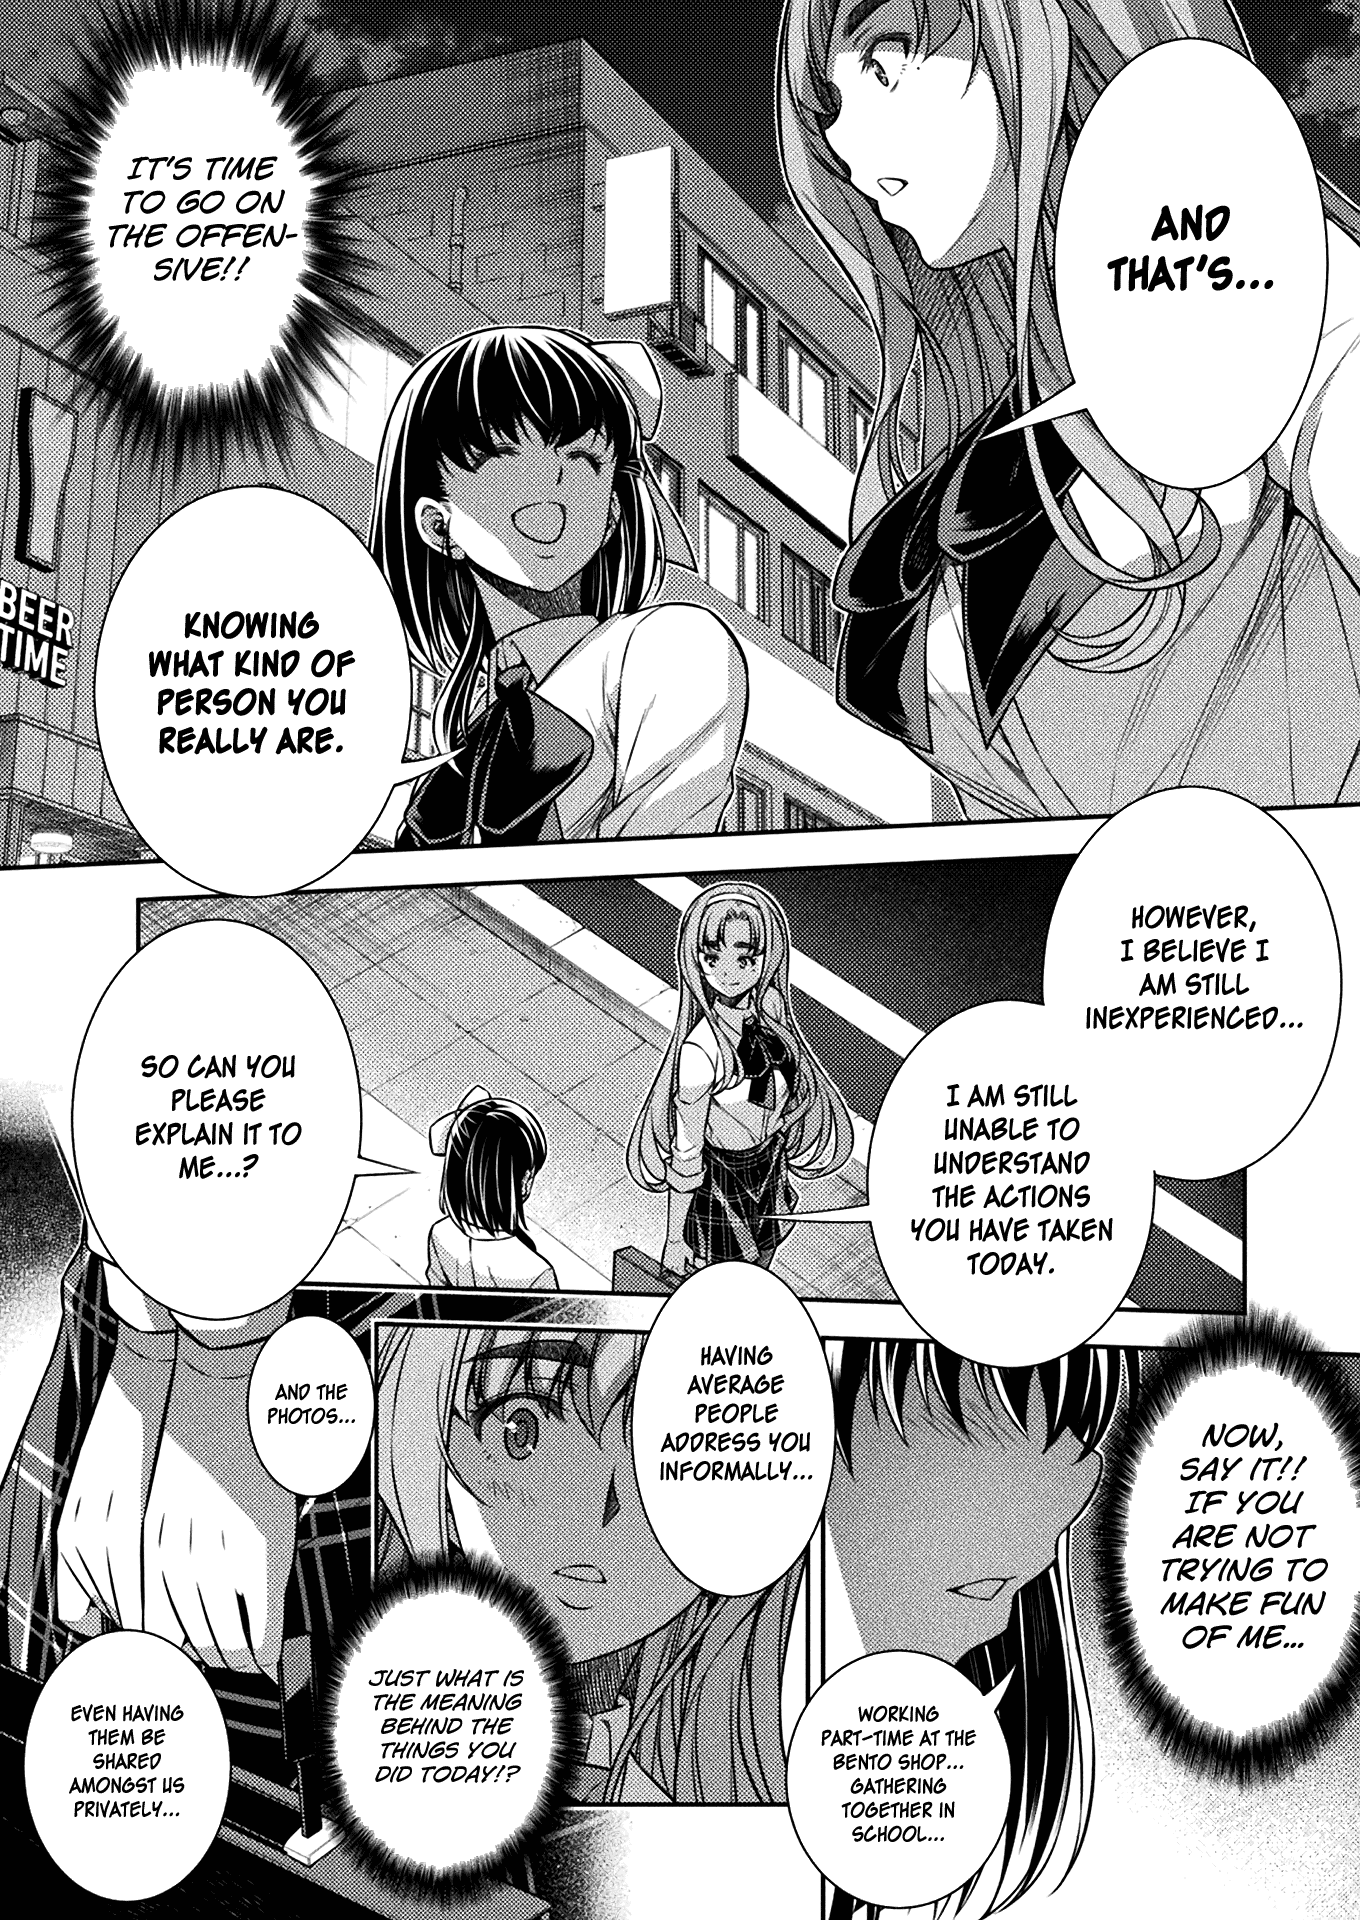 AND
THAT'S...
IT'S TIME
TO GO ON
THE OFFEN-
SIVE!!
KNOWING
WHAT KIND OF
PERSON YOU
REALLY ARE.
BEER
TIME
HOWEVER,
I BELIEVE I
AM STILL
INEXPERIENCED...
I AM STILL
UNABLE TO
UNDERSTAND
THE ACTIONS
YOU HAVE TAKEN
TODAY.
SO CAN YOU
PLEASE
EXPLAIN IT TO
ME...?
NOW,
SAY IT!!
IF YOU
ARE NOT
TRYING TO
MAKE FUN
OF ME...
WORKING
PART-TIME AT THE
BENTO SHOP...
GATHERING
TOGETHER IN
SCHOOL...
HAVING
AVERAGE
PEOPLE
ADDRESS YOU
INFORMALLY...
AND THE
PHOTOS...
EVEN HAVING
THEM BE
SHARED
AMONGST US
PRIVATELY...
JUST WHAT IS
THE MEANING
BEHIND THE
THINGS YOU
DID TODAY!?